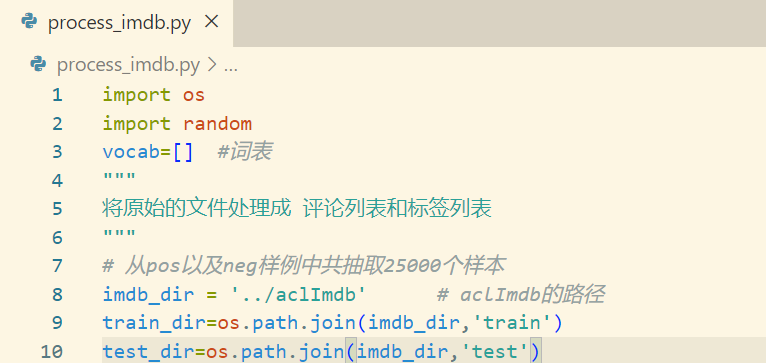 process_imdb.py ×
process_imdb.py > ...
1 import os
2 import random
3 vocab=[]  #词表
4 """
5 将原始的文件处理成 评论列表和标签列表
6 """
7 # 从pos以及neg样例中共抽取25000个样本
8 imdb_dir = '../aclImdb'      # aclImdb的路径
9 train_dir=os.path.join(imdb_dir,'train')
10 test_dir=os.path.join(imdb_dir,'test')